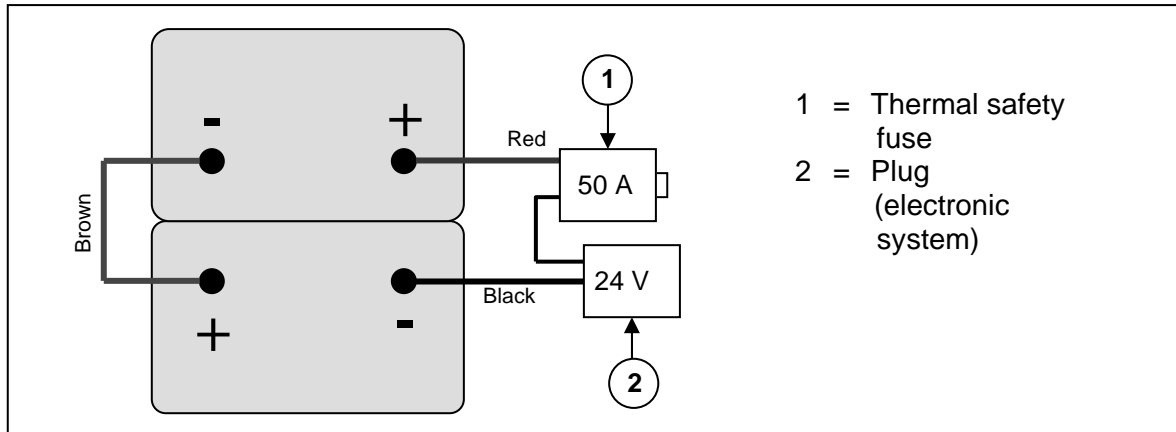 1
- +
Red
50 A
Brown
24 V
Black
+ -
2
1 = Thermal safety
fuse
2 = Plug
(electronic
system)